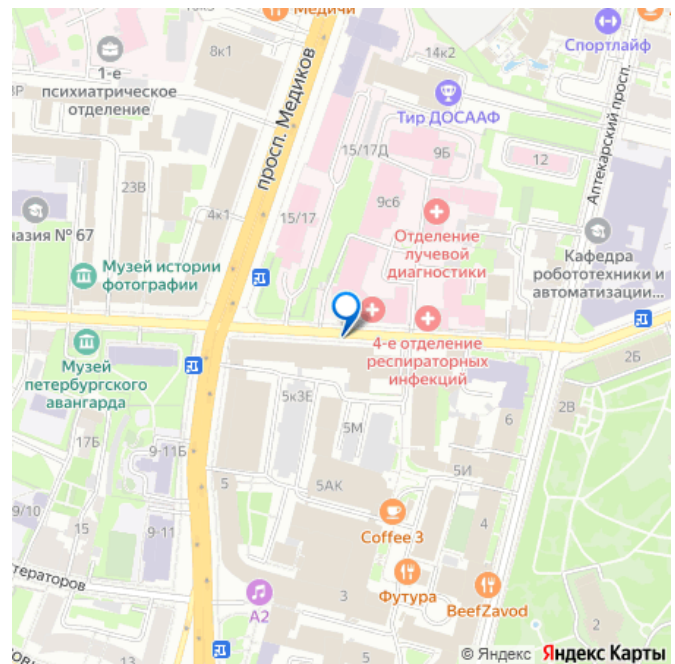 10к3
Медичи
Спортлайф
8к1
14к2
1-е
психиатрическое
отделение
просп. Медиков
Тир ДОСААФ
Аптекарский просп.
15/17Д
9Б
12
23В
4к1
15/17
9с6
азия № 67
Отделение
лучевой
диагностики
Кафедра
робототехники и
автоматизации...
Музей истории
фотографии
4-е отделение
респираторных
инфекций
2Б
Музей
петербургского
авангарда
5к3Е
2В
6
5М
17Б
9-11Б
5И
5
5АК
9/10
15
9-11
Coffee 3
4
тераторов
А2
3
Футура
BeefZavod
2
13
© Яндекс Яндекс Карты